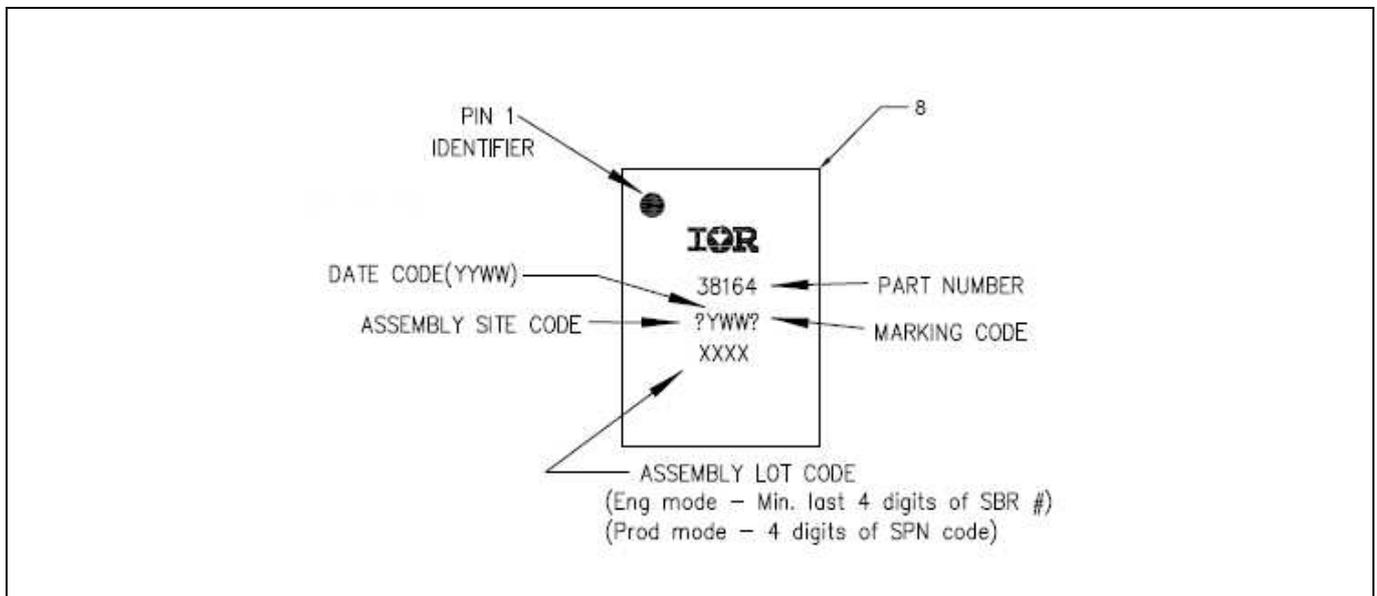 8
PIN 1
IDENTIFIER
IOR
DATE CODE(YYWW)
38164
PART NUMBER
ASSEMBLY SITE CODE
?YWW?
MARKING CODE
XXXX
ASSEMBLY LOT CODE
(Eng mode – Min. last 4 digits of SBR #)
(Prod mode – 4 digits of SPN code)